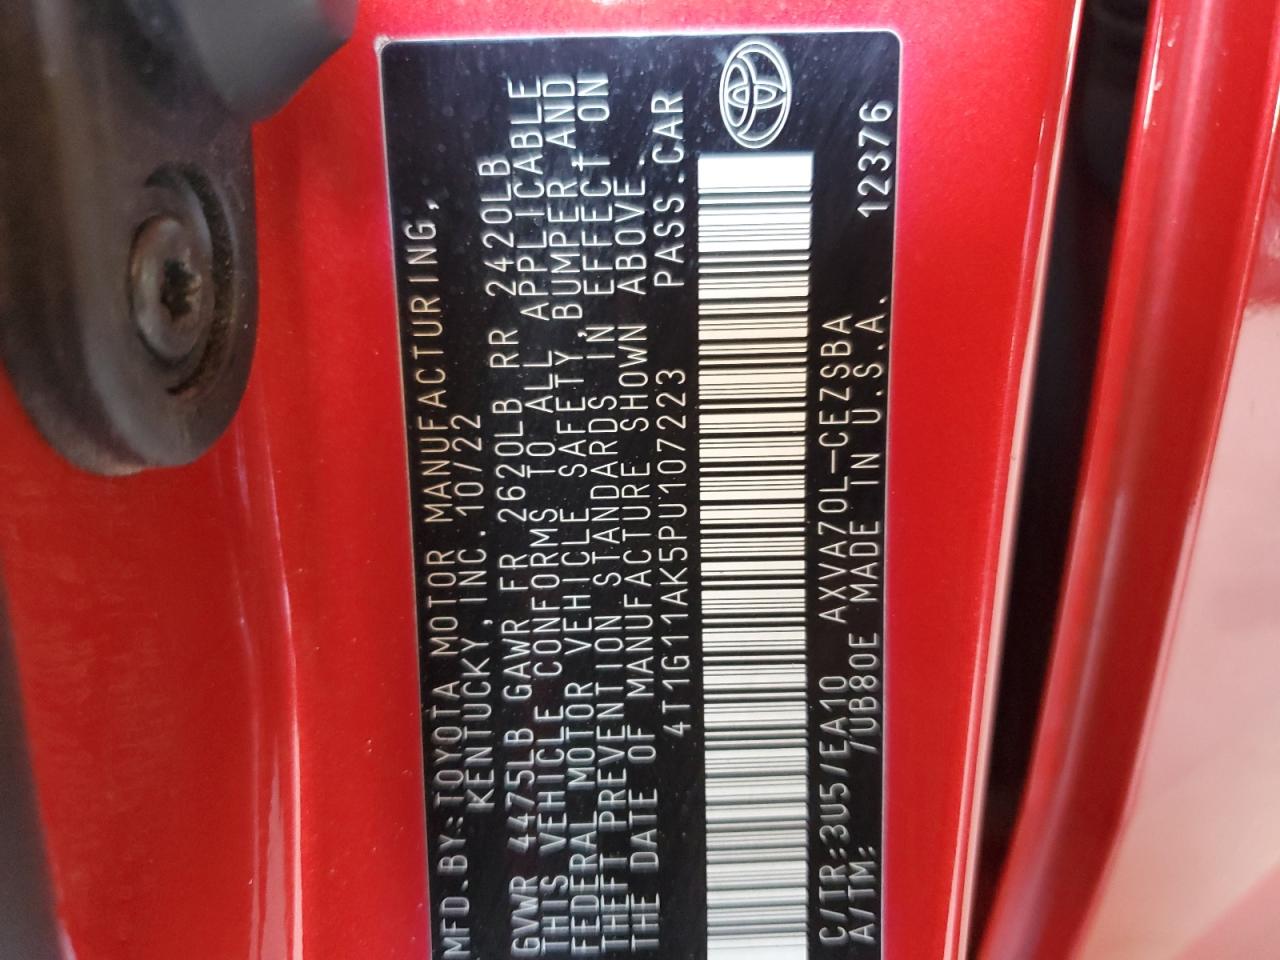 MFD.BY:TOYOTA MOTOR MANUFACTURING,
KENTUCKY,INC.10/22
GVWR 4475LB GAWR FR 2620LB RR 2420LB
THIS VEHICLE CONFORMS TO ALL APPLICABLE
FEDERAL MOTOR VEHICLE SAFETY,BUMPER,AND
THEFT PREVENTION STANDARDS IN EFFECT ON
THE DATE OF MANUFACTURE SHOWN ABOVE.
4T1G11AK5PU107223 PASS.CAR
C/TR:3U5/EA10 AXVA70L-CEZSBA
A/TM: /UB80E MADE IN U.S.A. 12376